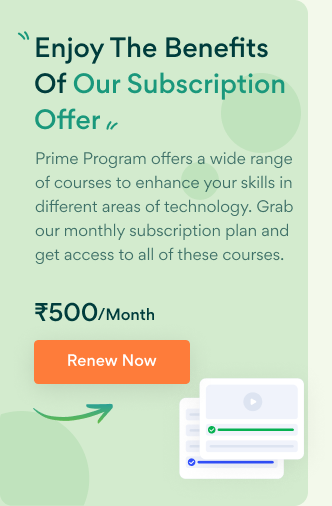 Enjoy The Benefits
Of Our Subscription
Offer
Prime Program offers a wide range
of courses to enhance your skills in
different areas of technology. Grab
our monthly subscription plan and
get access to all of these courses.
₹500/Month
Renew Now